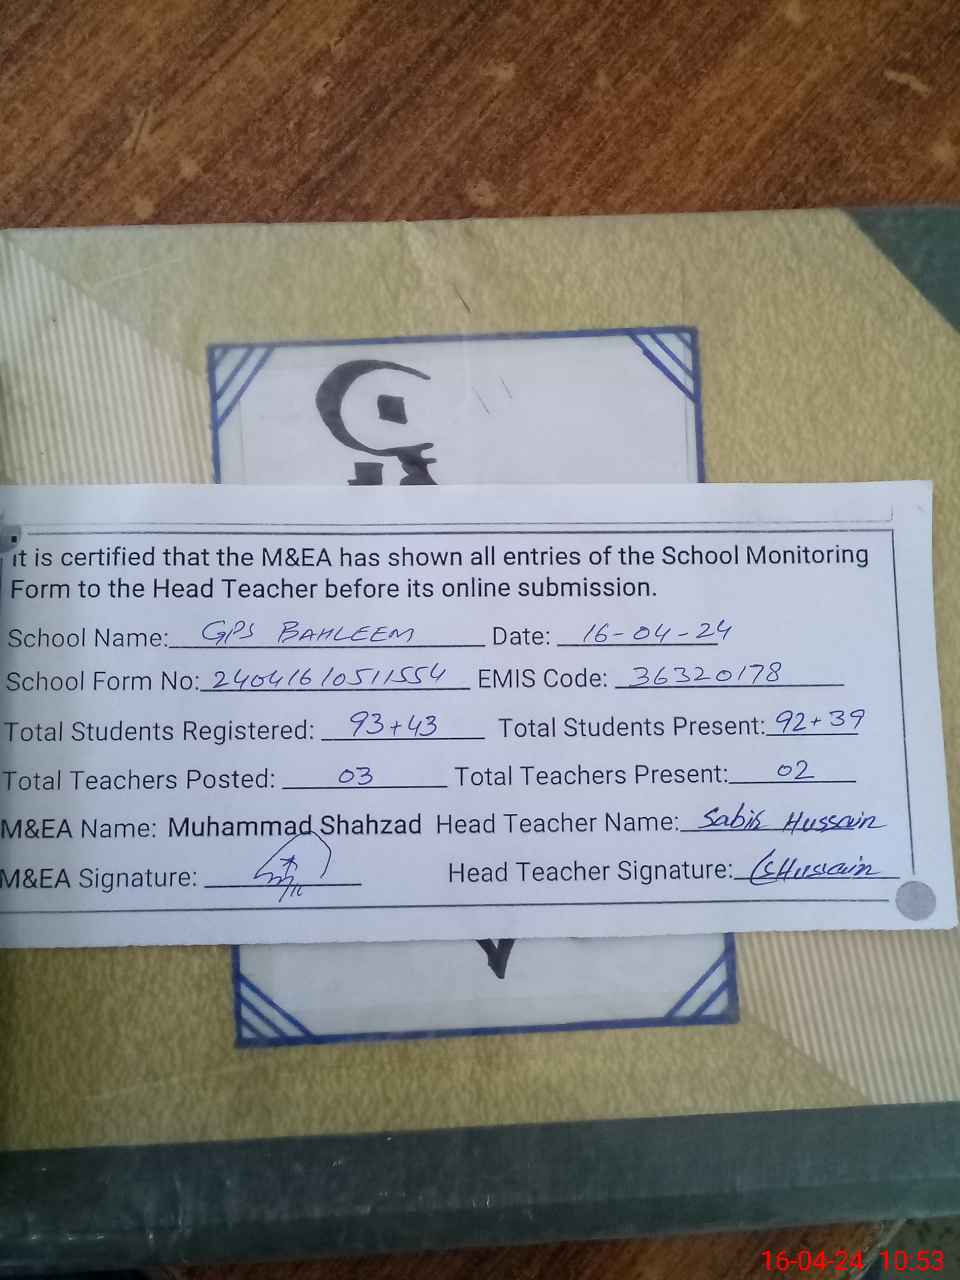 it is certified that the M&EA has shown all entries of the School Monitoring
Form to the Head Teacher before its online submission.
School Name: GPS BAHLEEM Date: 16-04-24
School Form No: 24041610511554 EMIS Code: 36320178
Total Students Registered: 93+43 Total Students Present: 92+39
Total Teachers Posted: 03 Total Teachers Present: 02
M&EA Name: Muhammad Shahzad Head Teacher Name: Sabir Hussain
M&EA Signature: Head Teacher Signature: SHussain
16-04-24 10:53